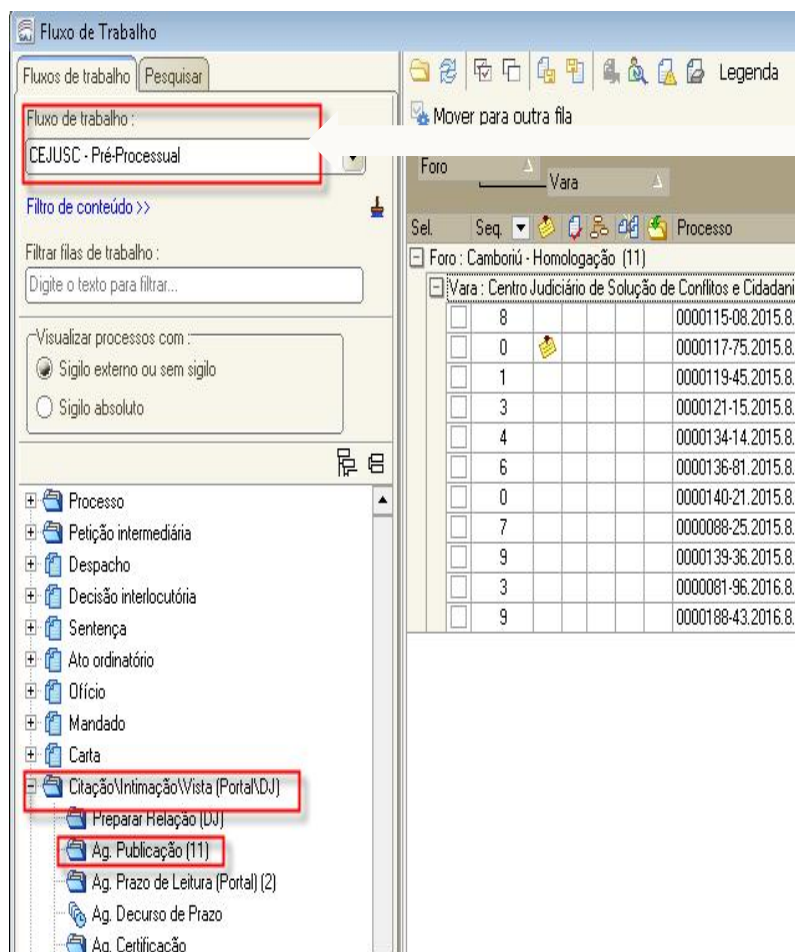 Fluxo de Trabalho
Fluxos de trabalho Pesquisar
Fluxo de trabalho :
CEJUSC - Pré-Processual
Filtro de conteúdo >>
Filtrar filas de trabalho :
Digite o texto para filtrar...
Visualizar processos com :
Sigilo externo ou sem sigilo
Sigilo absoluto
Processo
Petição intermediária
Despacho
Decisão interlocutória
Sentença
Ato ordinatório
Ofício
Mandado
Carta
Citação\Intimação\Vista (Portal\DJ)
Preparar Relação (DJ)
Ag. Publicação (11)
Ag. Prazo de Leitura (Portal) (2)
Ag. Decurso de Prazo
Ag. Certificação
Legenda
Mover para outra fila
Foro
Vara
Sel. Seq. Processo
Foro : Camboriú - Homologação (11)
Vara : Centro Judiciário de Solução de Conflitos e Cidadani
8 0000115-08.2015.8.
0 0000117-75.2015.8.
1 0000119-45.2015.8.
3 0000121-15.2015.8.
4 0000134-14.2015.8.
6 0000136-81.2015.8.
0 0000140-21.2015.8.
7 0000088-25.2015.8.
9 0000139-36.2015.8.
3 0000081-96.2016.8.
9 0000188-43.2016.8.